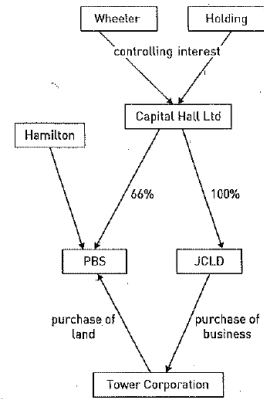 Wheeler
Holding
controlling interest
Capital Hall Ltd
Hamilton
66%
100%
PBS
JCLD
purchase of
land
purchase of
business
Tower Corporation